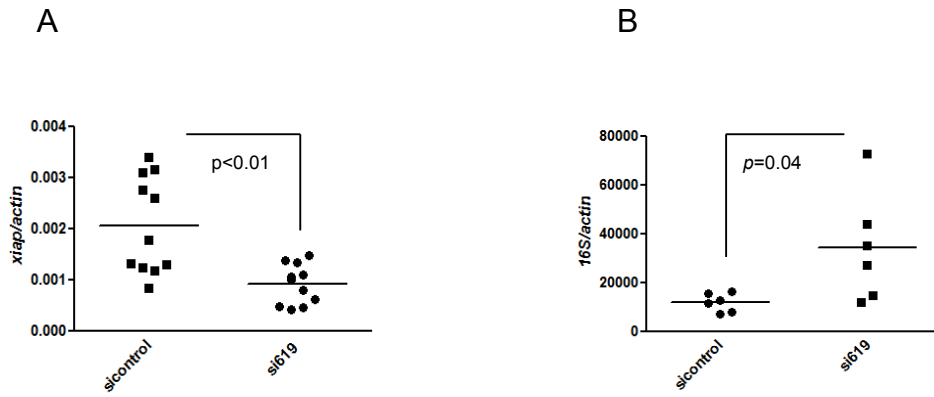 A
B
xiap/actin
0.004
0.003
0.002
0.001
0.000
p<0.01
sicontrol
si619
16S/actin
80000
60000
40000
20000
0
p=0.04
sicontrol
si619